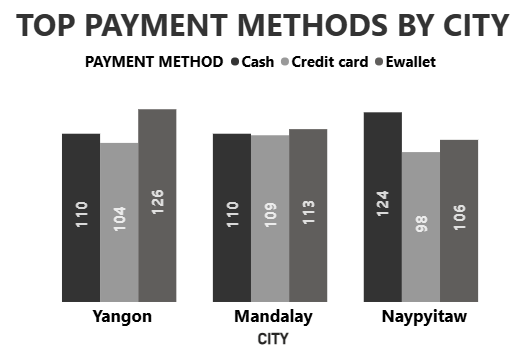 TOP PAYMENT METHODS BY CITY
PAYMENT METHOD Cash Credit card Ewallet
110 104 126 110 109 113 124 98 106
Yangon Mandalay Naypyitaw
CITY